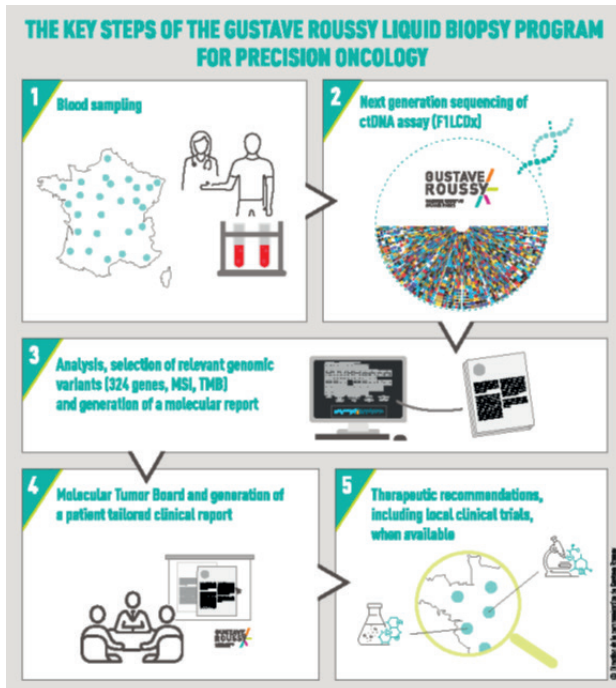 THE KEY STEPS OF THE GUSTAVE ROUSSY LIQUID BIOPSY PROGRAM
FOR PRECISION ONCOLOGY
1
Blood sampling
2
Next generation sequencing of
ctDNA assay (F1LCDx)
GUSTAVE
ROUSSY
3
Analysis, selection of relevant genomic
variants (324 genes, MSI, TMB)
and generation of a molecular report
4
Molecular Tumor Board and generation of
a patient tailored clinical report
GUSTAVE
ROUSSY
5
Therapeutic recommendations,
including local clinical trials,
when available